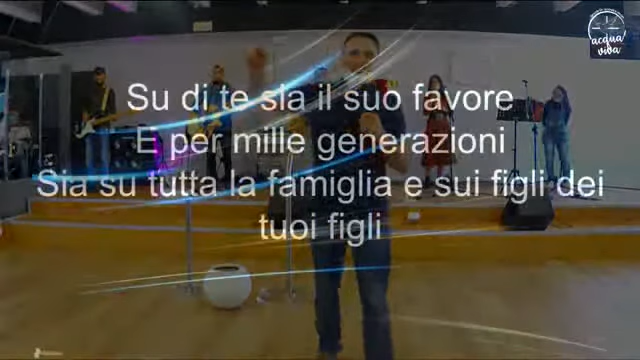 acqua
viva
Su di te sia il suo favore
E per mille generazioni
Sia su tutta la famiglia e sui figli dei
tuoi figli